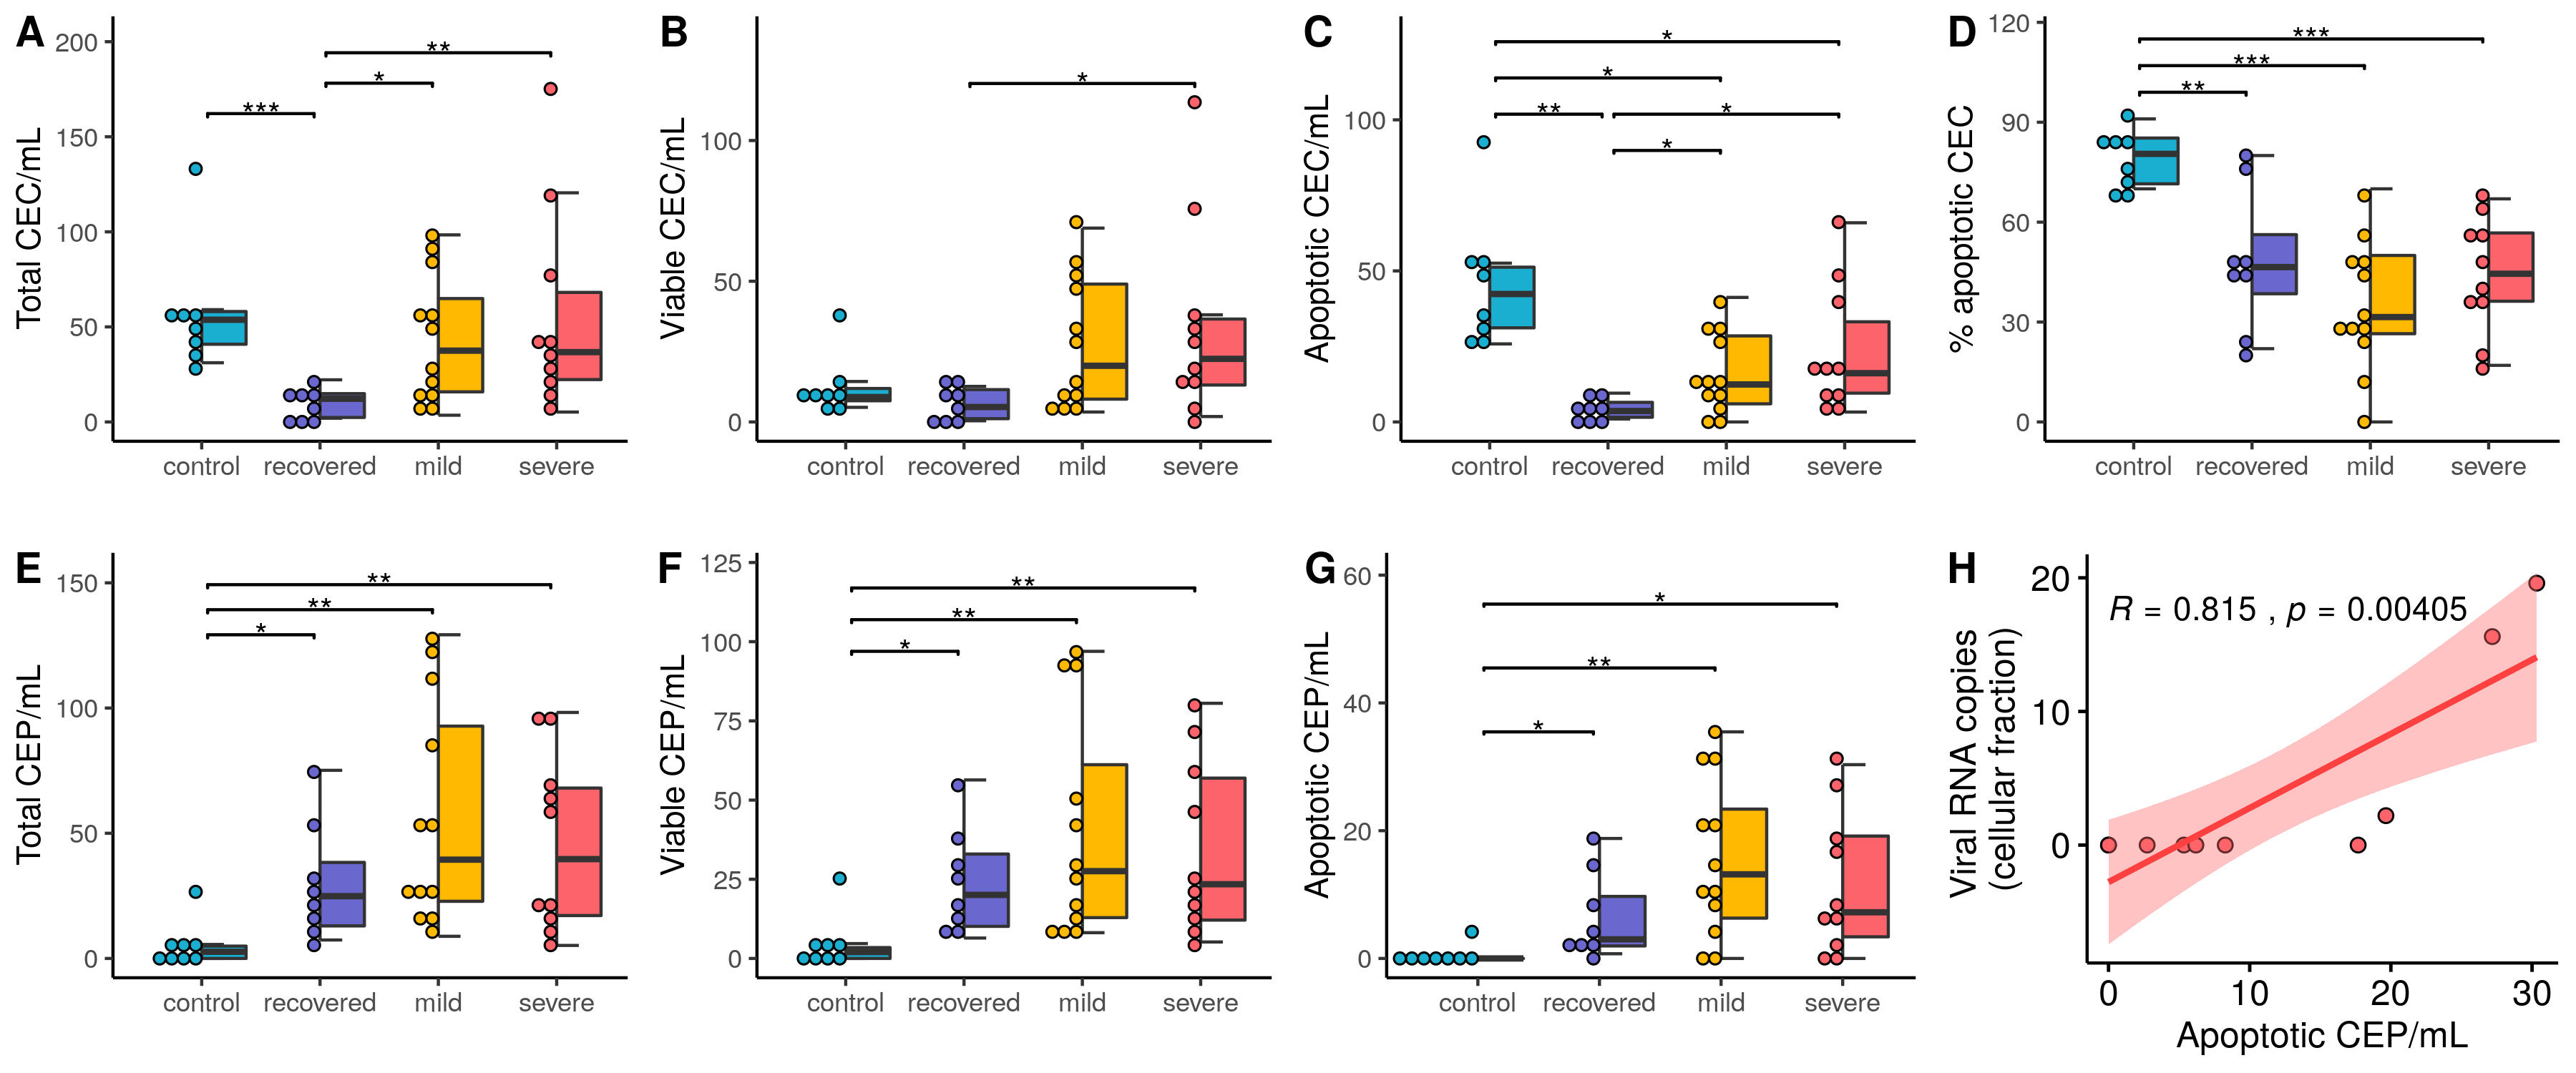 A
Total CEC/mL
200
150
100
50
0
***
*
**
control recovered mild severe
B
Viable CEC/mL
100
50
0
*
control recovered mild severe
C
Apoptotic CEC/mL
100
50
0
*
*
** *
*
control recovered mild severe
D
% apoptotic CEC
120
90
60
30
0
***
***
**
control recovered mild severe
E
Total CEP/mL
150
100
50
0
**
**
*
control recovered mild severe
F
Viable CEP/mL
125
100
75
50
25
0
**
**
*
control recovered mild severe
G
Apoptotic CEP/mL
60
40
20
0
*
**
*
control recovered mild severe
H
Viral RNA copies
(cellular fraction)
20
10
0
R = 0.815 , p = 0.00405
0 10 20 30
Apoptotic CEP/mL